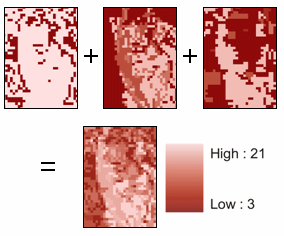 +
+
=
High : 21
Low : 3